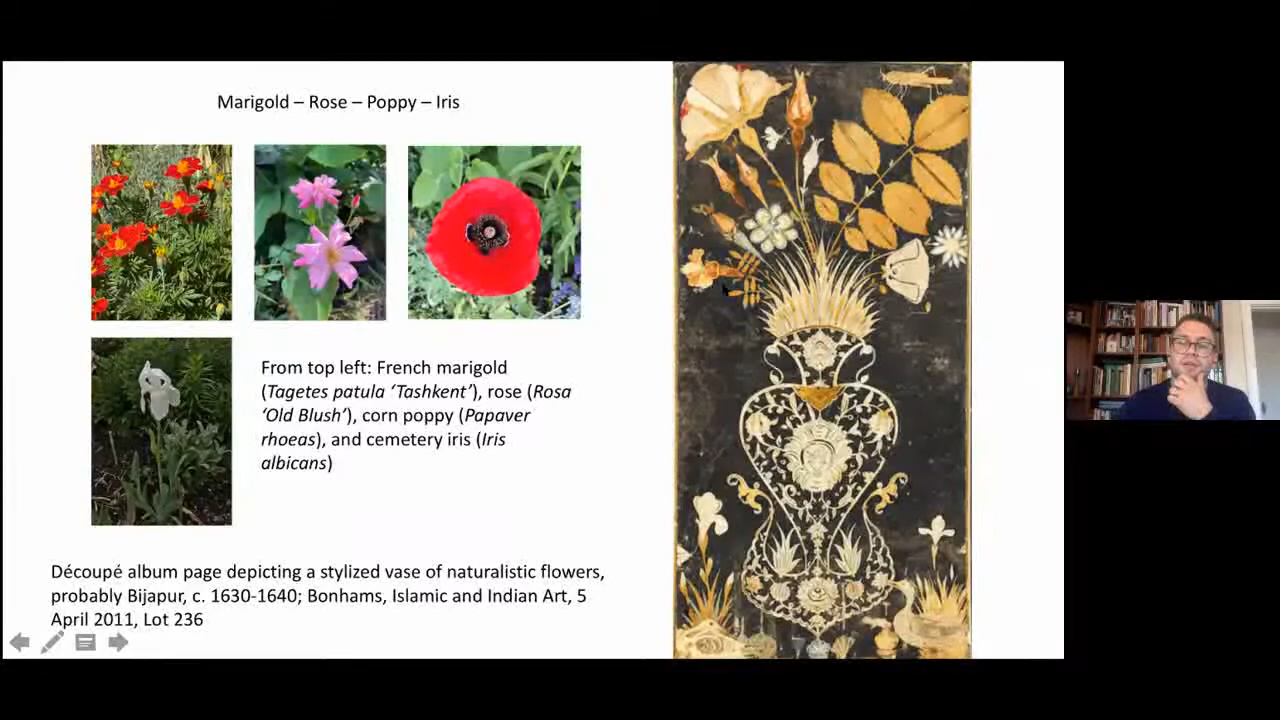 Marigold – Rose – Poppy – Iris
From top left: French marigold
(Tagetes patula ‘Tashkent’), rose (Rosa
‘Old Blush’), corn poppy (Papaver
rhoeas), and cemetery iris (Iris
albicans)
Découpé album page depicting a stylized vase of naturalistic flowers,
probably Bijapur, c. 1630-1640; Bonhams, Islamic and Indian Art, 5
April 2011, Lot 236